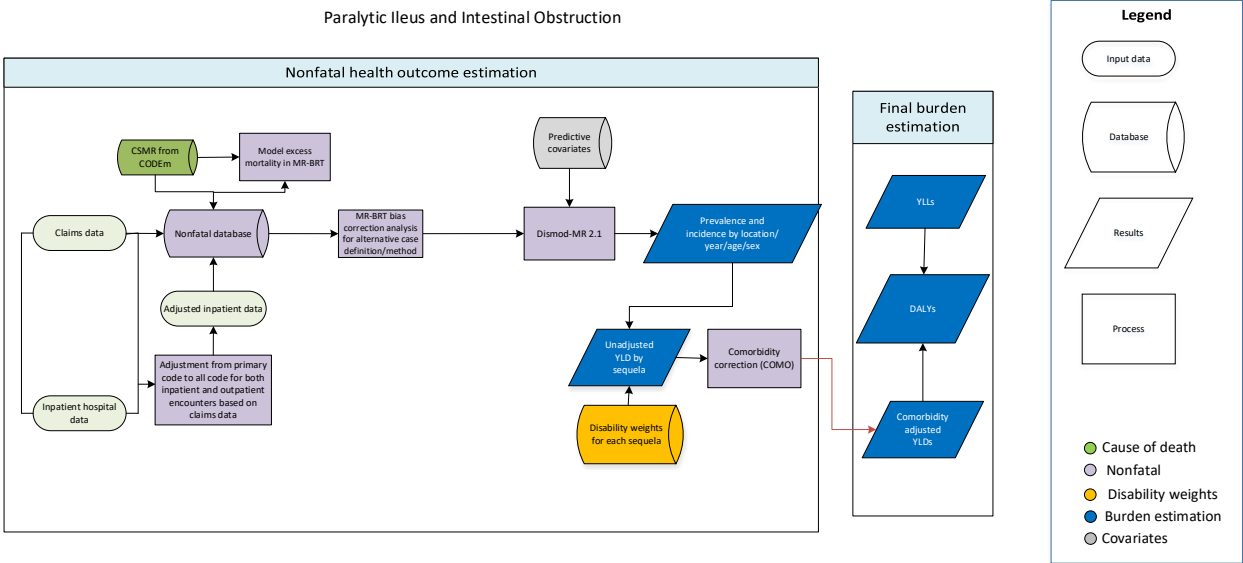 Paralytic Ileus and Intestinal Obstruction
Nonfatal health outcome estimation
CSMR from
CODEm
Model excess
mortality in MR-BRT
Predictive
covariates
Claims data
Nonfatal database
MR-BRT bias
correction analysis
for alternative case
definition/method
Dismod-MR 2.1
Prevalence and
incidence by location/
year/age/sex
Adjusted inpatient data
Adjustment from primary
code to all code for both
inpatient and outpatient
encounters based on
claims data
Inpatient hospital
data
Unadjusted
YLD by
sequela
Comorbidity
correction (COMO)
Disability weights
for each sequela
Final burden
estimation
YLLs
DALYs
Comorbidity
adjusted
YLDs
Legend
Input data
Database
Results
Process
Cause of death
Nonfatal
Disability weights
Burden estimation
Covariates